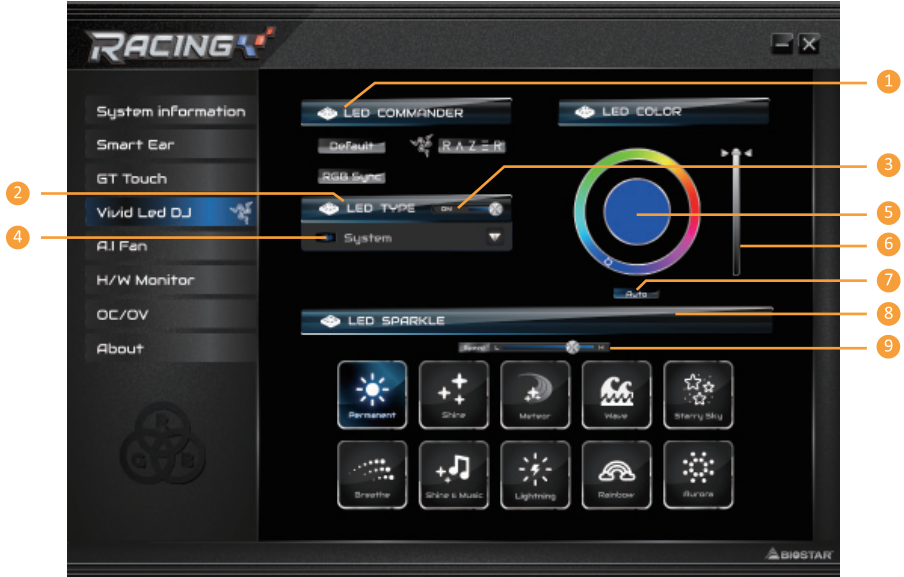 RACING
1
System information
LED COMMANDER
LED COLOR
Smart Ear
Default
RAZER
GT Touch
RGB Sync
3
2
LED TYPE
ON
Vivid Led DJ
5
4
System
A.I Fan
6
H/W Monitor
7
Auto
OC/OV
LED SPARKLE
8
About
Speed L H
9
Permanent
Shine
Meteor
Wave
Starry Sky
R
G B
Breathe
Shine & Music
Lightning
Rainbow
Aurora
BIOSTAR